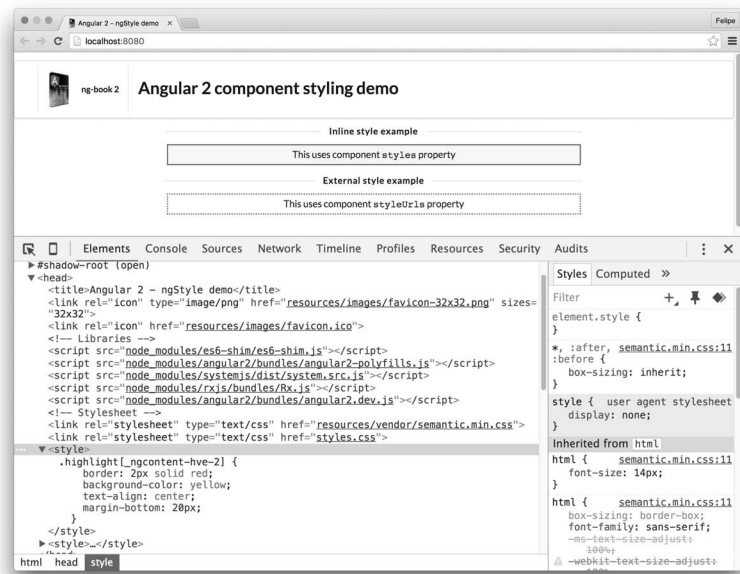 Angular 2 - ngStyle demo ×
Felipe
localhost:8080
ng-book 2
Angular 2 component styling demo
Inline style example
This uses component styles property
External style example
This uses component styleUrls property
Elements Console Sources Network Timeline Profiles Resources Security Audits
▶#shadow-root (open)
▼<head>
<title>Angular 2 - ngStyle demo</title>
<link rel="icon" type="image/png" href="resources/images/favicon-32x32.png" sizes=
"32x32">
<link rel="icon" href="resources/images/favicon.ico">
<!-- Libraries -->
<script src="node_modules/es6-shim/es6-shim.js"></script>
<script src="node_modules/angular2/bundles/angular2-polyfills.js"></script>
<script src="node_modules/systemjs/dist/system.src.js"></script>
<script src="node_modules/rxjs/bundles/Rx.js"></script>
<script src="node_modules/angular2/bundles/angular2.dev.js"></script>
<!-- Stylesheet -->
<link rel="stylesheet" type="text/css" href="resources/vendor/semantic.min.css">
<link rel="stylesheet" type="text/css" href="styles.css">
▼<style>
.highlight[_ngcontent-hve-2] {
border: 2px solid red;
background-color: yellow;
text-align: center;
margin-bottom: 20px;
}
</style>
▶<style>…</style>
html head style
Styles Computed »
Filter
element.style {
}
*, :after, semantic.min.css:11
:before {
box-sizing: inherit;
}
style { user agent stylesheet
display: none;
}
Inherited from html
html { semantic.min.css:11
font-size: 14px;
}
html { semantic.min.css:11
box-sizing: border-box;
font-family: sans-serif;
-ms-text-size-adjust:
100%;
-webkit-text-size-adjust:
100%